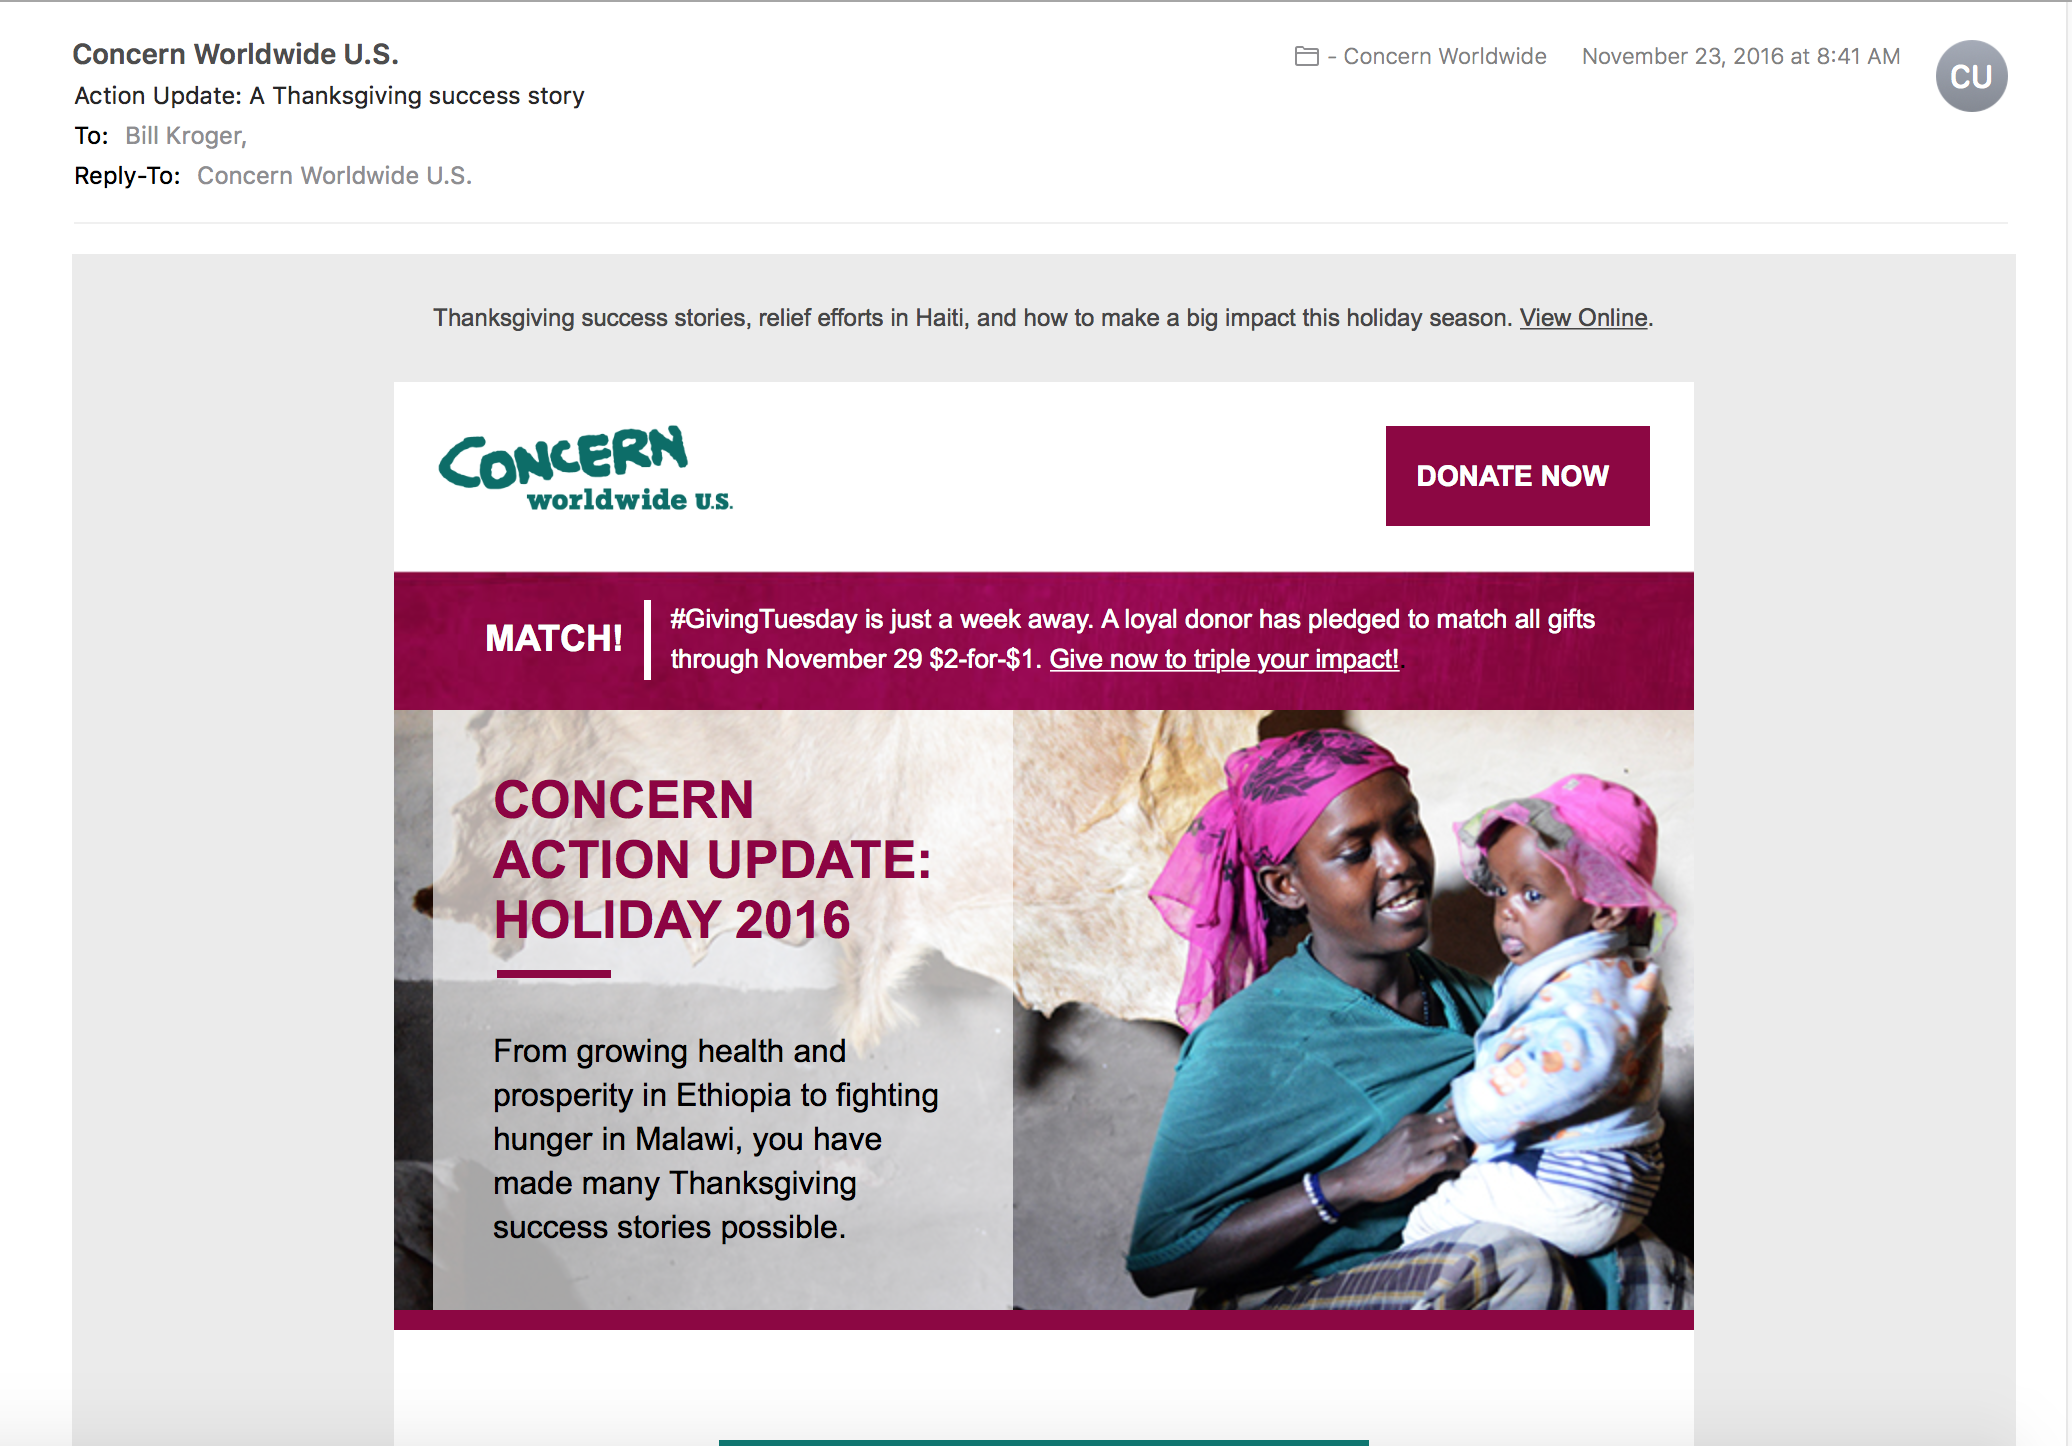 Concern Worldwide U.S.
- Concern Worldwide November 23, 2016 at 8:41 AM
CU
Action Update: A Thanksgiving success story
To: Bill Kroger,
Reply-To: Concern Worldwide U.S.
Thanksgiving success stories, relief efforts in Haiti, and how to make a big impact this holiday season. View Online.
CONCERN
worldwide U.S.
DONATE NOW
MATCH!
#GivingTuesday is just a week away. A loyal donor has pledged to match all gifts
through November 29 $2-for-$1. Give now to triple your impact!.
CONCERN
ACTION UPDATE:
HOLIDAY 2016
From growing health and
prosperity in Ethiopia to fighting
hunger in Malawi, you have
made many Thanksgiving
success stories possible.